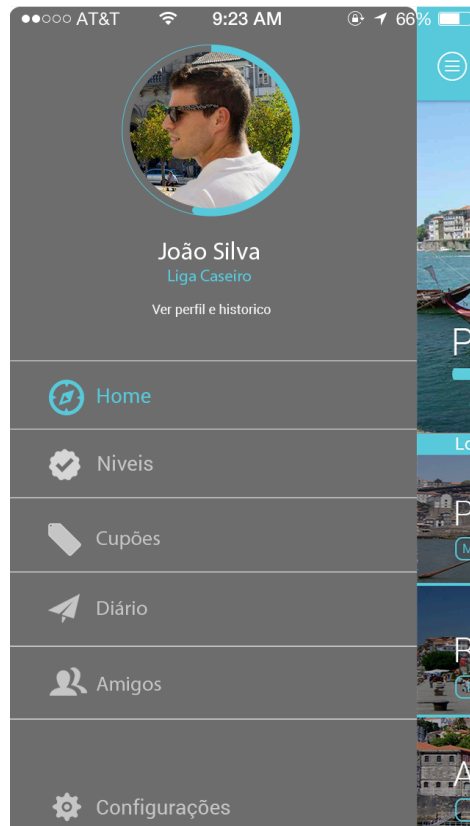 AT&T 9:23 AM 66%
João Silva
Liga Caseiro
Ver perfil e historico
Home
Niveis
Cupões
Diário
Amigos
Configurações